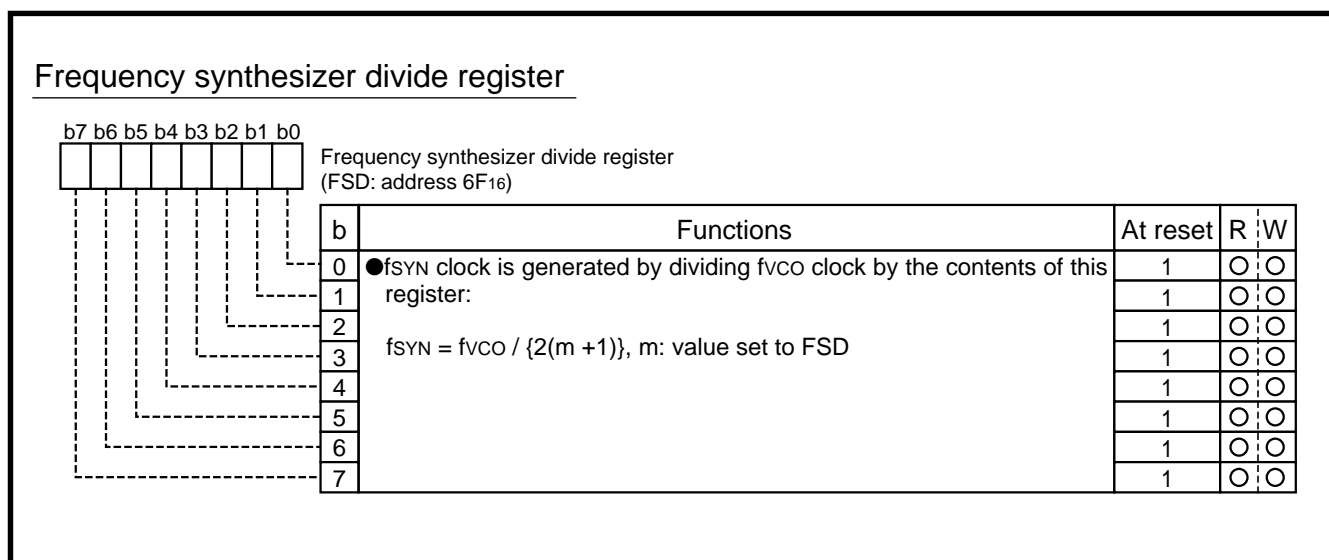 Frequency synthesizer divide register
b7 b6 b5 b4 b3 b2 b1 b0
Frequency synthesizer divide register
(FSD: address 6F16)
b Functions At reset R W
0 ●fSYN clock is generated by dividing fVCO clock by the contents of this 1 O O
1 register: 1 O O
2 1 O O
3 fSYN = fVCO / {2(m +1)}, m: value set to FSD 1 O O
4 1 O O
5 1 O O
6 1 O O
7 1 O O